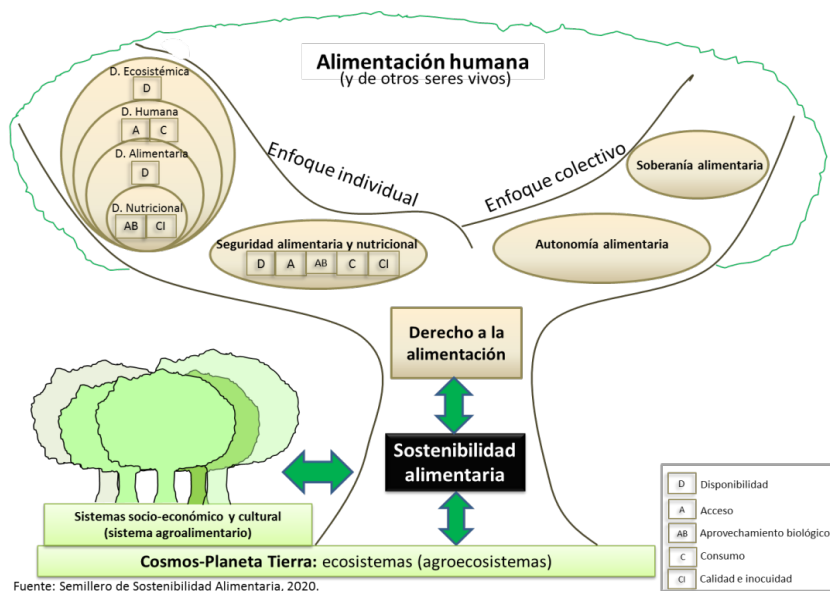 Alimentación humana
(y de otros seres vivos)
D. Ecosistémica
D
D. Humana
A C
D. Alimentaria
D
D. Nutricional
AB CI
Enfoque individual
Enfoque colectivo
Soberanía alimentaria
Seguridad alimentaria y nutricional
D A AB C CI
Autonomía alimentaria
Derecho a la
alimentación
Sostenibilidad
alimentaria
Sistemas socio-económico y cultural
(sistema agroalimentario)
Cosmos-Planeta Tierra: ecosistemas (agroecosistemas)
D Disponibilidad
A Acceso
AB Aprovechamiento biológico
C Consumo
CI Calidad e inocuidad
Fuente: Semillero de Sostenibilidad Alimentaria, 2020.